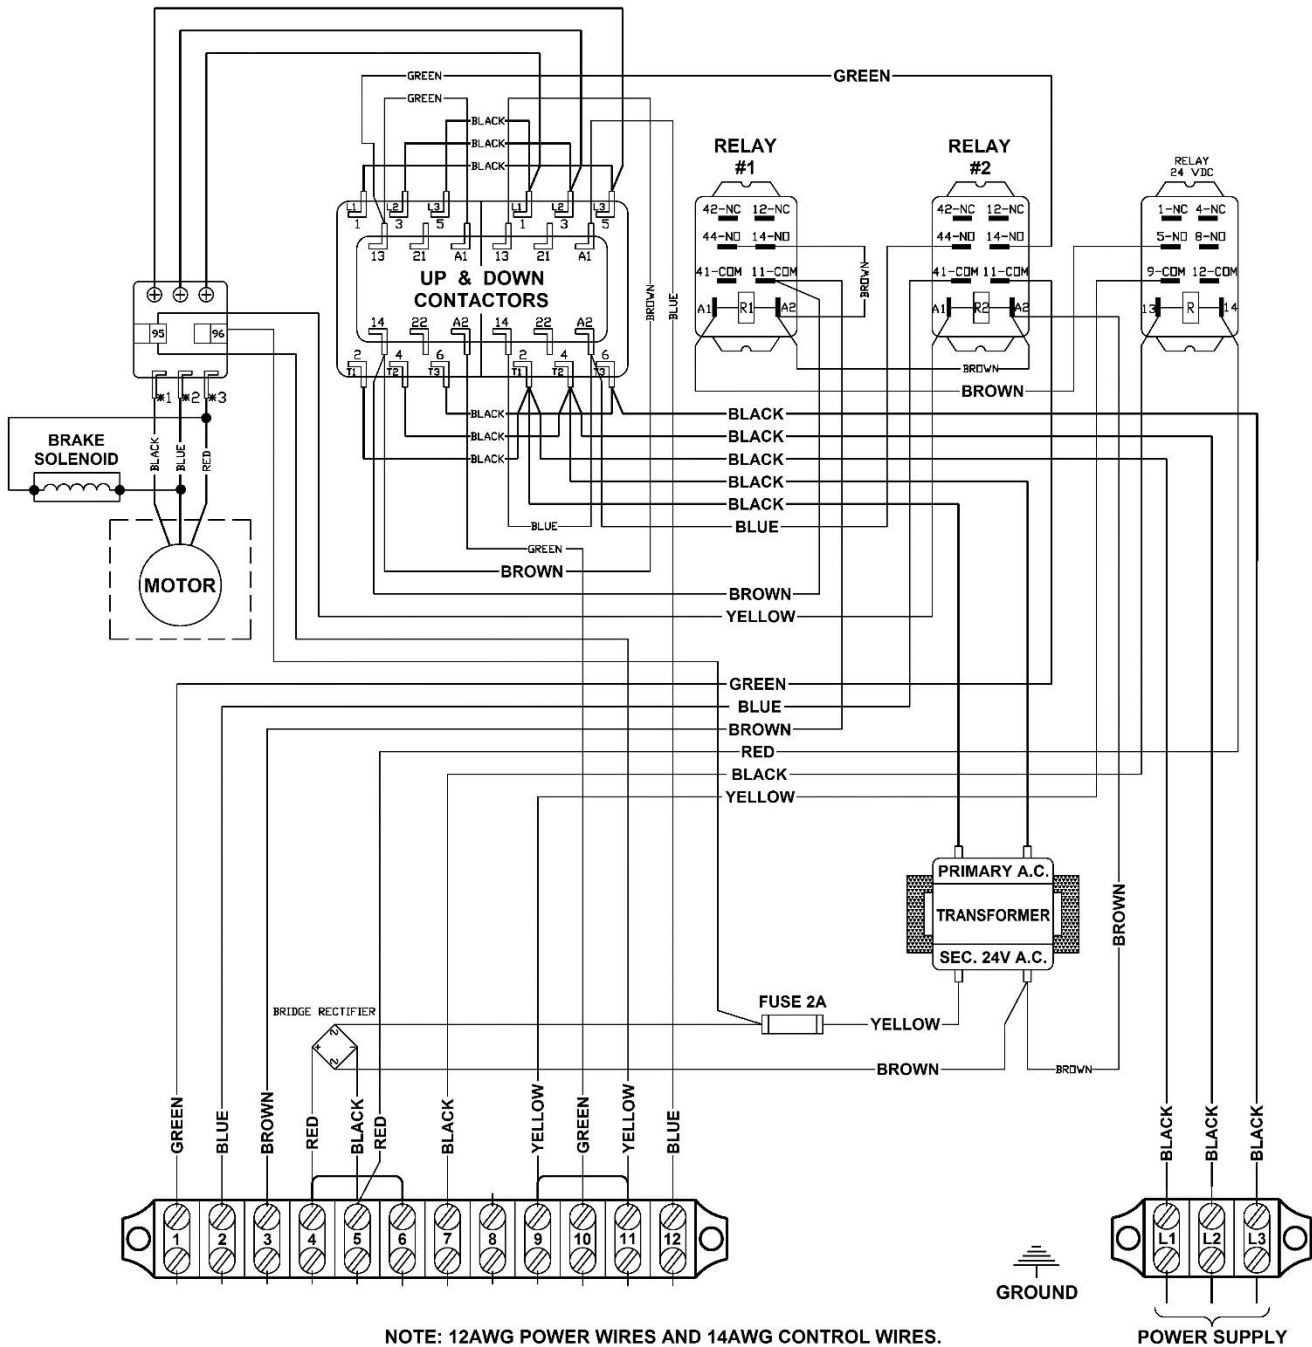 GREEN
GREEN
GREEN
BLACK
BLACK
BLACK
RELAY
#1
RELAY
#2
RELAY
24 VDC
L1 L2 L3 L1 L2 L3
1 3 5 1 3 5
13 21 A1 13 21 A1
UP & DOWN
CONTACTORS
14 22 A2 14 22 A2
2 4 6 2 4 6
T1 T2 T3 T1 T2 T3
42-NC 12-NC
44-NO 14-NO
41-COM 11-COM
A1 R1 A2
42-NC 12-NC
44-NO 14-NO
41-COM 11-COM
A1 R2 A2
1-NC 4-NC
5-NO 8-NO
9-COM 12-COM
13 R 14
BROWN
BLUE
BROWN
BROWN
BROWN
95 96
*1 *2 *3
BLACK
BLUE
RED
BRAKE
SOLENOID
MOTOR
BLACK
BLACK
BLACK
BLACK
BLACK
BLACK
BLACK
BLACK
BLUE
BLUE
GREEN
BROWN
BROWN
YELLOW
GREEN
BLUE
BROWN
RED
BLACK
YELLOW
PRIMARY A.C.
TRANSFORMER
SEC. 24V A.C.
BROWN
FUSE 2A
YELLOW
BROWN
BROWN
BRIDGE RECTIFIER
2
+ -
2
GREEN
BLUE
BROWN
RED
BLACK
RED
BLACK
YELLOW
GREEN
YELLOW
BLUE
BLACK
BLACK
BLACK
1 2 3 4 5 6 7 8 9 10 11 12
L1 L2 L3
GROUND
POWER SUPPLY
NOTE: 12AWG POWER WIRES AND 14AWG CONTROL WIRES.